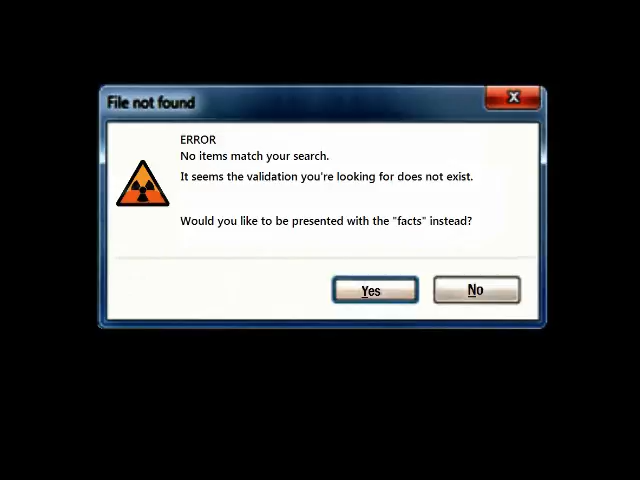 File not found
X
ERROR
No items match your search.
It seems the validation you're looking for does not exist.
Would you like to be presented with the "facts" instead?
Yes
No